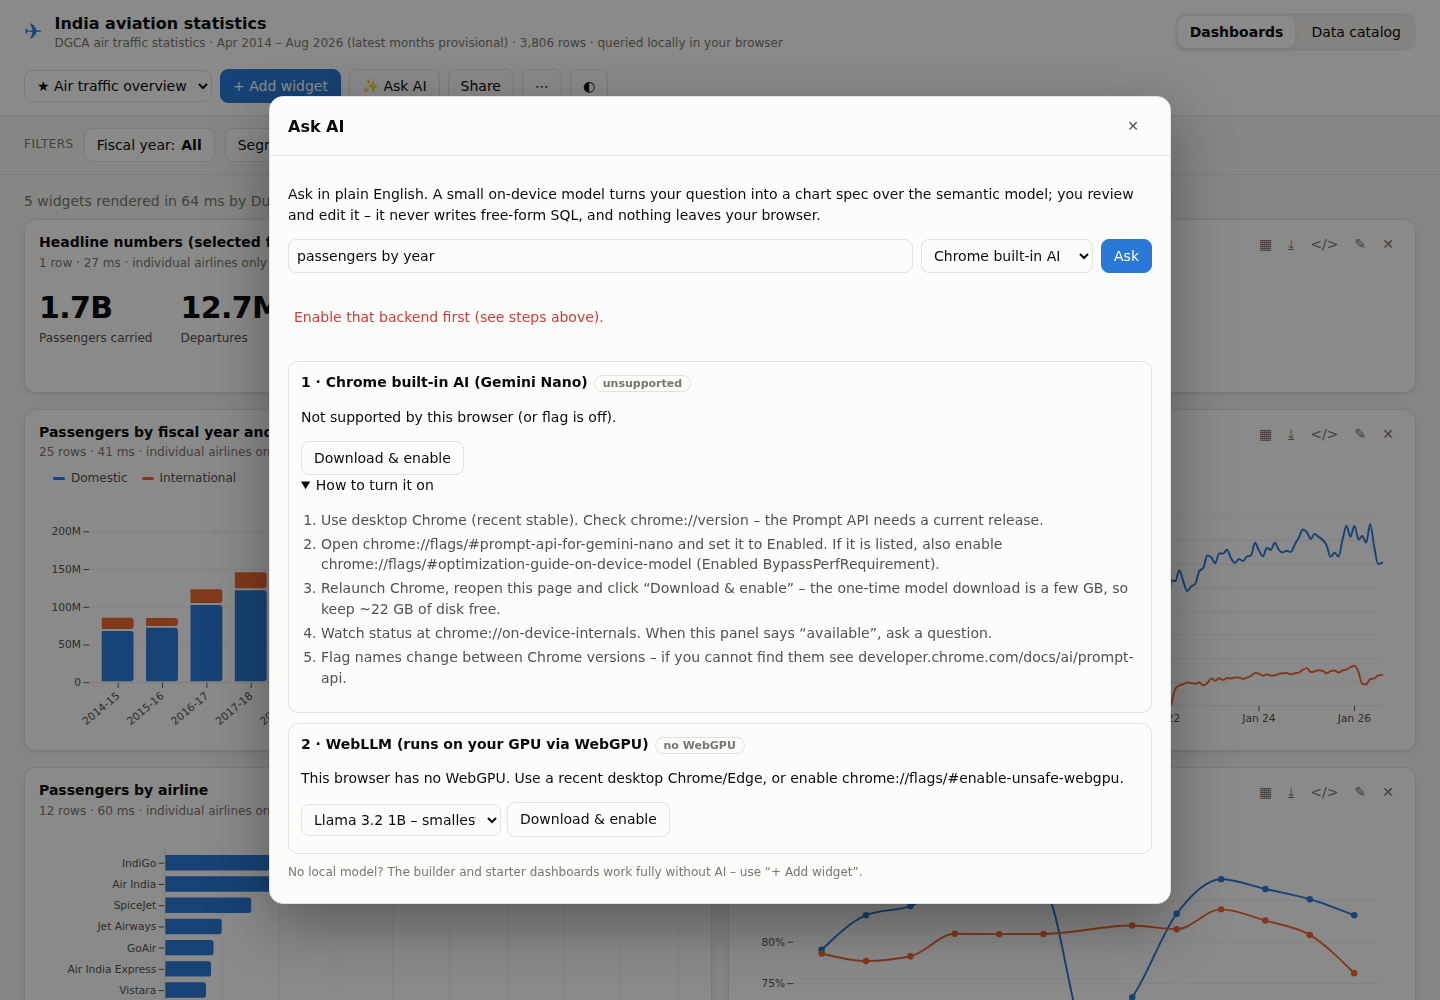 India aviation statistics
DGCA air traffic statistics · Apr 2014 – Aug 2026 (latest months provisional) · 3,806 rows · queried locally in your browser
Dashboards Data catalog
★ Air traffic overview + Add widget ✨ Ask AI Share ⋯ ◐
FILTERS Fiscal year: All
5 widgets rendered in 64 ms by
Headline numbers (selected
1 row · 27 ms · individual airlines only
</>
1.7B 12.7M
Passengers carried Departures
Passengers by fiscal year and
25 rows · 41 ms · individual airlines
</>
Domestic International
200M
150M
100M
50M
0
2014-15 2015-16 2016-17 2017-18
Jan 24 Jan 26
Passengers by airline
12 rows · 60 ms · individual airlines
</>
IndiGo
Air India
SpiceJet
Jet Airways
GoAir
Air India Express
Vistara
80%
75%
Ask AI ✕
Ask in plain English. A small on-device model turns your question into a chart spec over the semantic model; you review
and edit it – it never writes free-form SQL, and nothing leaves your browser.
passengers by year Chrome built-in AI Ask
Enable that backend first (see steps above).
1 · Chrome built-in AI (Gemini Nano) unsupported
Not supported by this browser (or flag is off).
Download & enable
▼ How to turn it on
1. Use desktop Chrome (recent stable). Check chrome://version – the Prompt API needs a current release.
2. Open chrome://flags/#prompt-api-for-gemini-nano and set it to Enabled. If it is listed, also enable
chrome://flags/#optimization-guide-on-device-model (Enabled BypassPerfRequirement).
3. Relaunch Chrome, reopen this page and click “Download & enable” – the one-time model download is a few GB, so
keep ~22 GB of disk free.
4. Watch status at chrome://on-device-internals. When this panel says “available”, ask a question.
5. Flag names change between Chrome versions – if you cannot find them see developer.chrome.com/docs/ai/prompt-
api.
2 · WebLLM (runs on your GPU via WebGPU) no WebGPU
This browser has no WebGPU. Use a recent desktop Chrome/Edge, or enable chrome://flags/#enable-unsafe-webgpu.
Llama 3.2 1B – smalles Download & enable
No local model? The builder and starter dashboards work fully without AI – use “+ Add widget”.